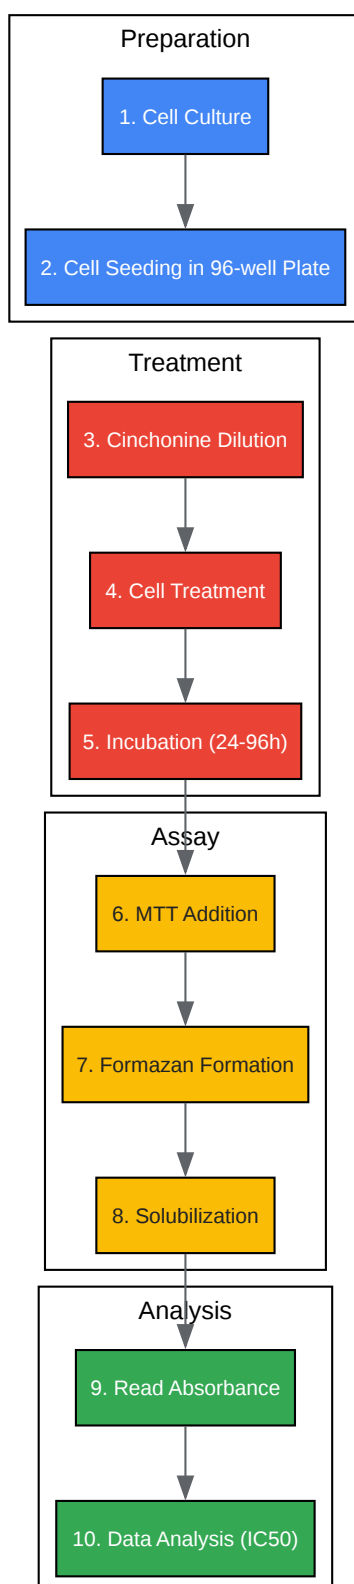 Preparation
1. Cell Culture
2. Cell Seeding in 96-well Plate
Treatment
3. Cinchonine Dilution
4. Cell Treatment
5. Incubation (24-96h)
Assay
6. MTT Addition
7. Formazan Formation
8. Solubilization
Analysis
9. Read Absorbance
10. Data Analysis (IC50)